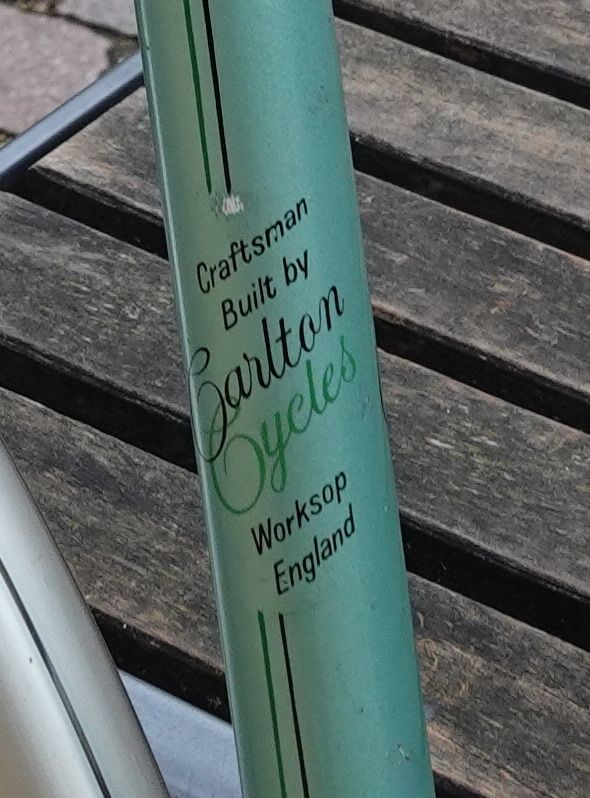 Craftsman
Built by
Carlton
Cycles
Worksop
England